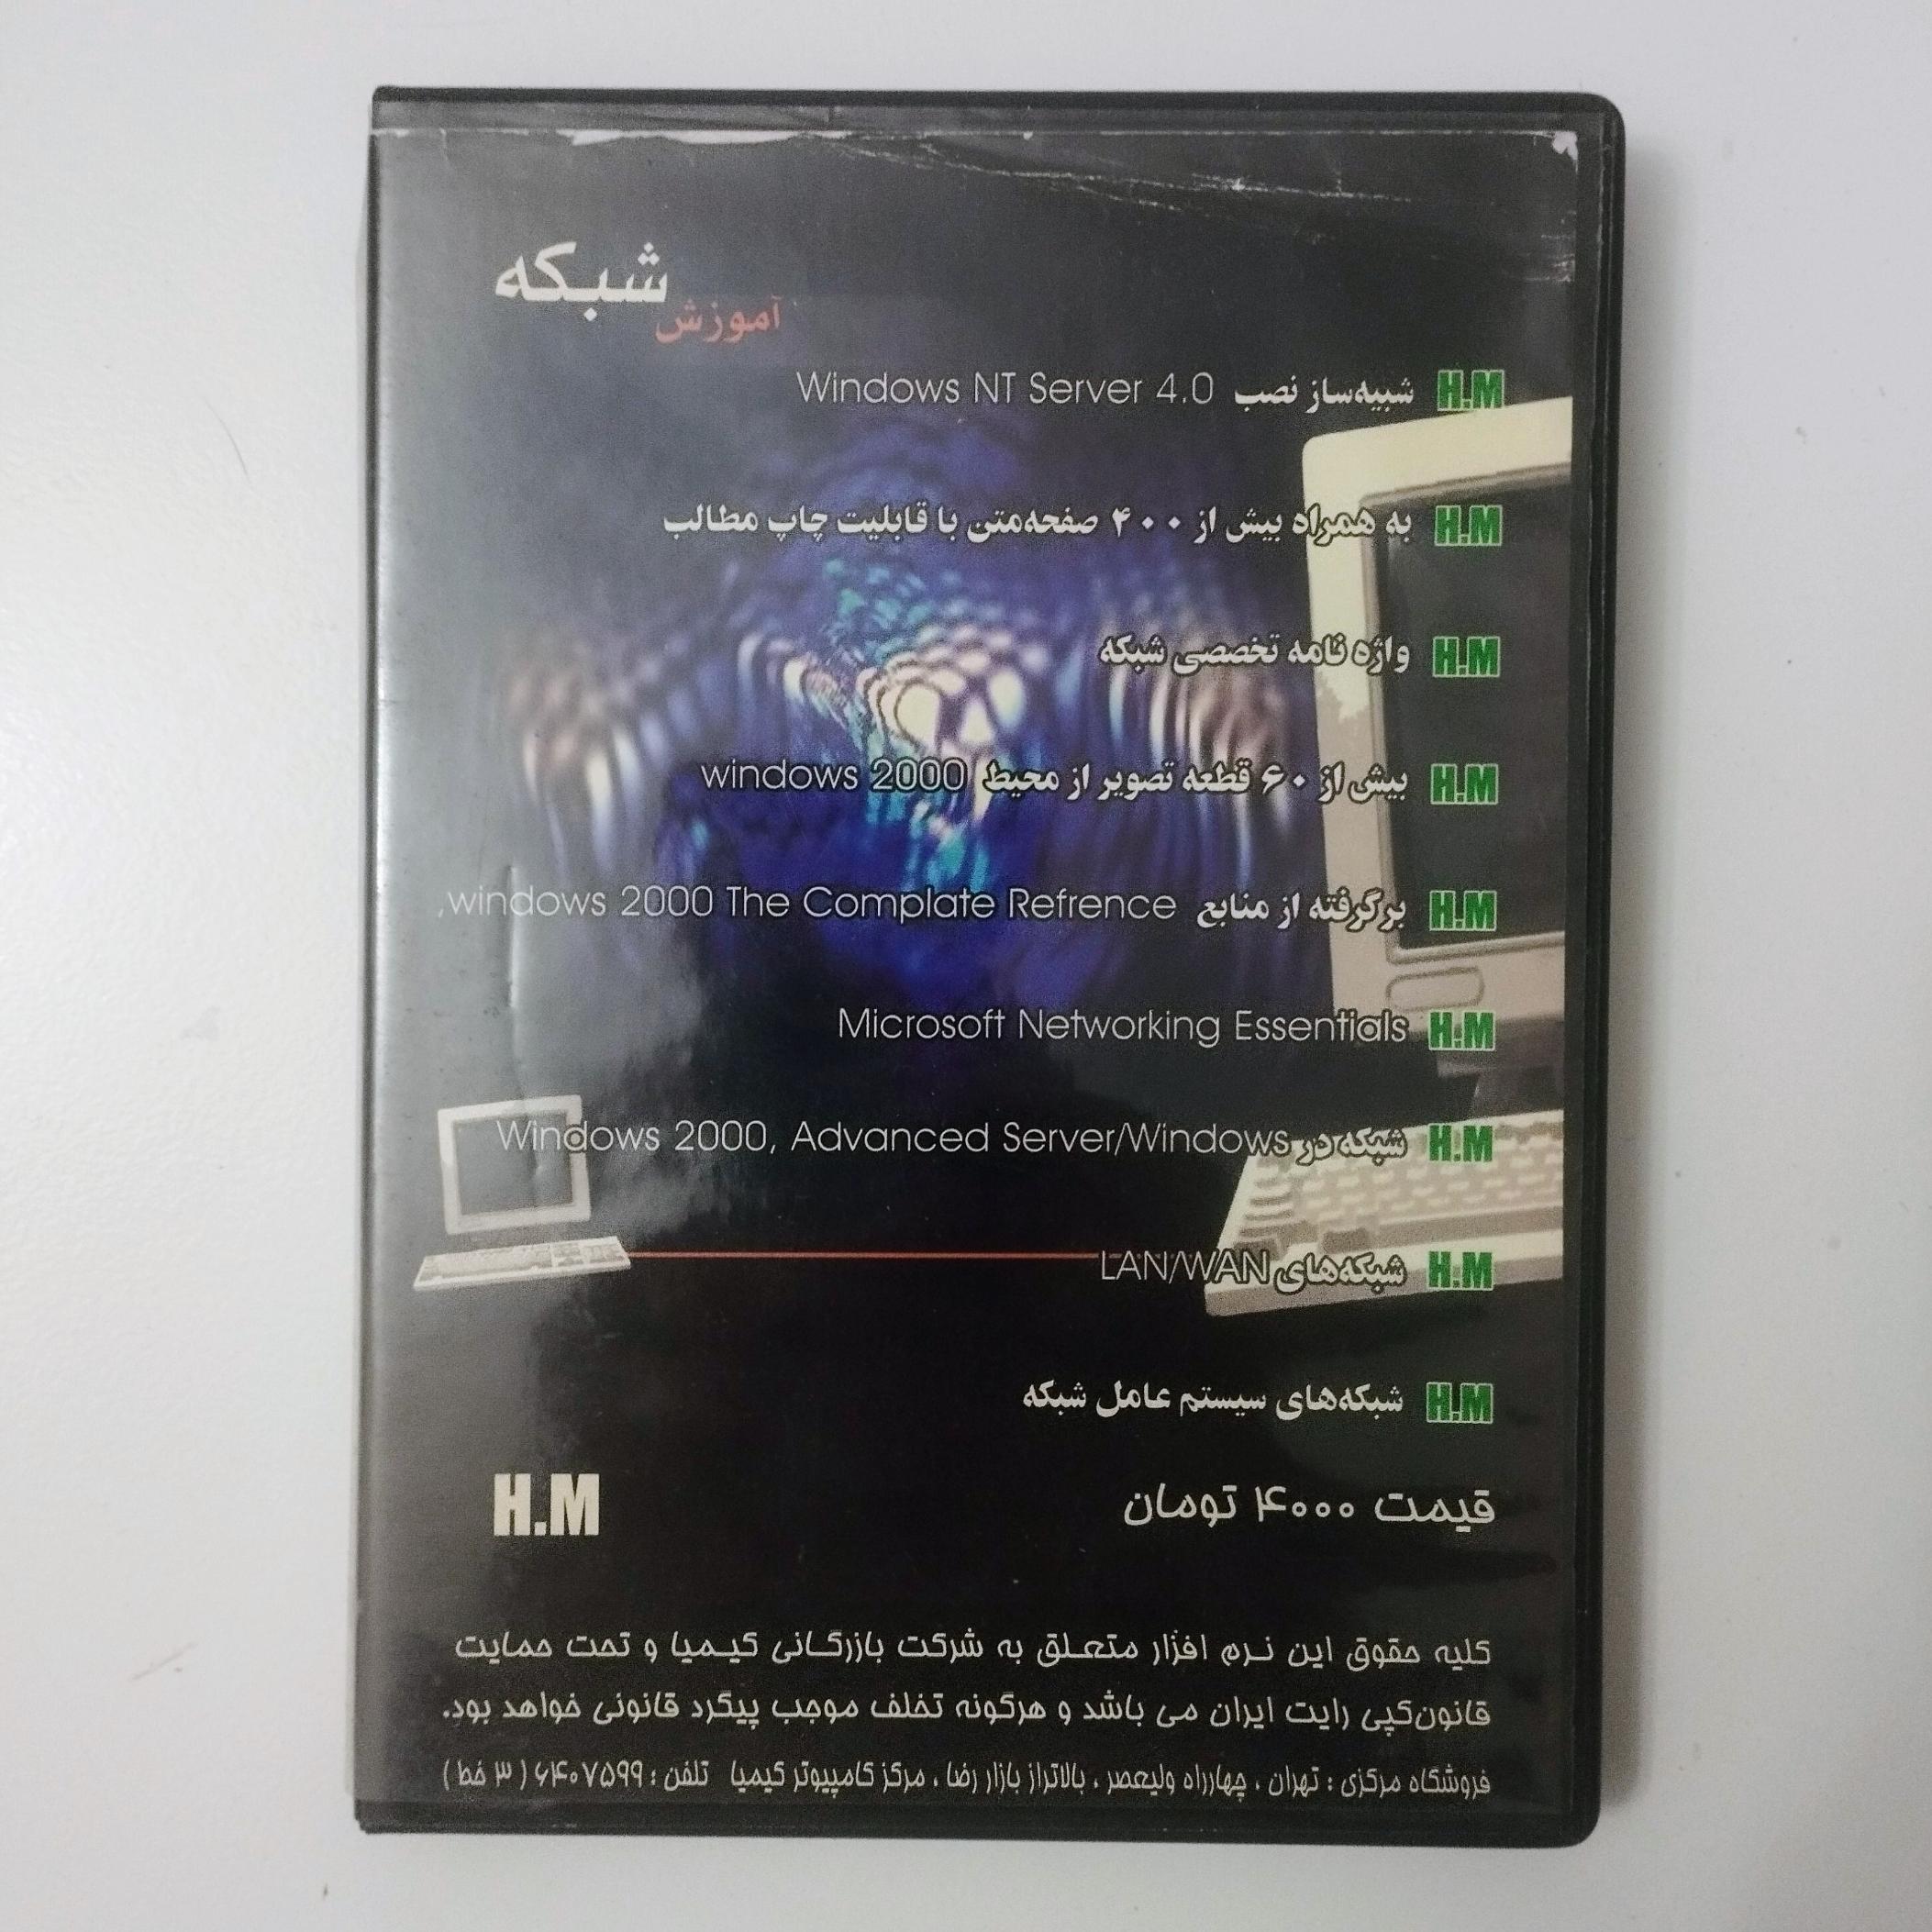 آموزش شبکه
H.M شبیه‌ساز نصب Windows NT Server 4.0
H.M به همراه بیش از ۴۰۰ صفحه‌متن با قابلیت چاپ مطالب
H.M واژه نامه تخصصی شبکه
H.M بیش از ۶۰ قطعه تصویر از محیط windows 2000
H.M برگرفته از منابع windows 2000 The Complate Refrence,
H.M Microsoft Networking Essentials
H.M شبکه در Windows 2000, Advanced Server/Windows
H.M شبکه‌های LAN/WAN
H.M شبکه‌های سیستم عامل شبکه
قیمت ۴۰۰۰ تومان
H.M
کلیه حقوق این نرم افزار متعلق به شرکت بازرگانی کیمیا و تحت حمایت
قانون‌کپی رایت ایران می باشد و هرگونه تخلف موجب پیگرد قانونی خواهد بود.
فروشگاه مرکزی : تهران ، چهارراه ولیعصر ، بالاتراز بازار رضا ، مرکز کامپیوتر کیمیا تلفن : ۶۴۰۷۵۹۹ ( ۳ خط )